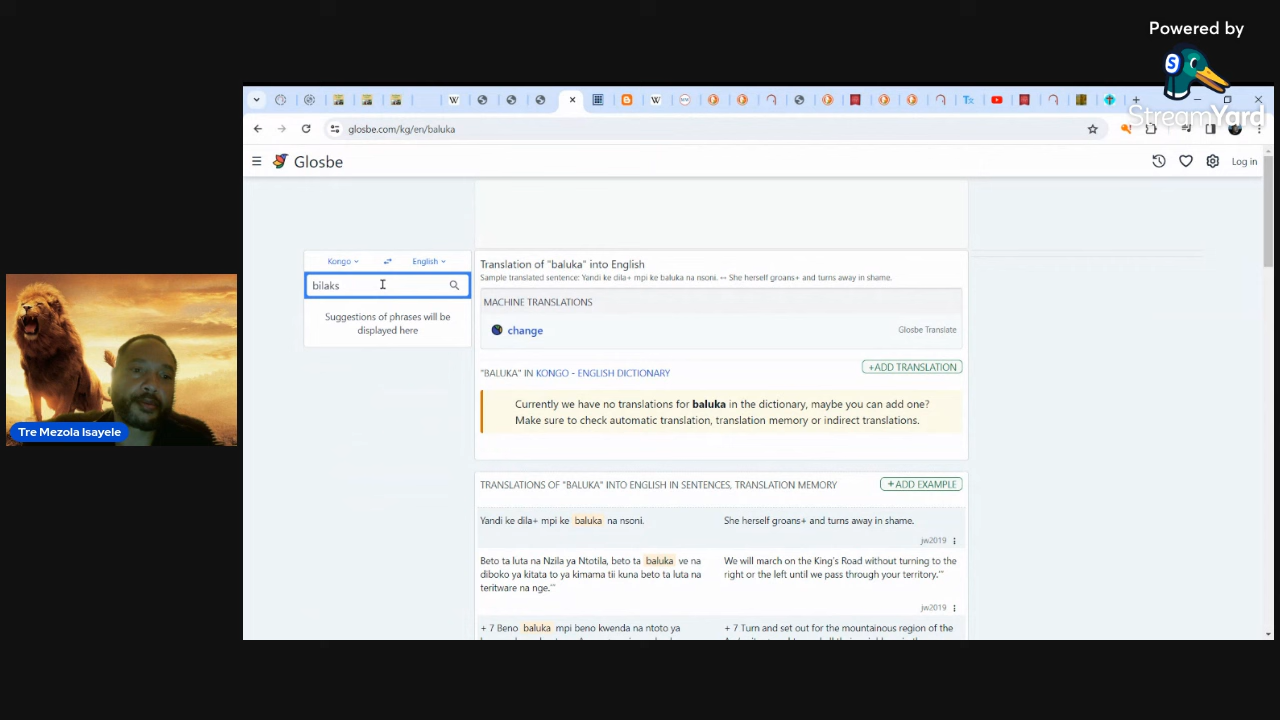 Powered by
StreamYard
glosbe.com/kg/en/baluka
Glosbe
Log in
Kongo
English
bilaks
Suggestions of phrases will be
displayed here
Translation of "baluka" into English
Sample translated sentence: Yandi ke dila+ mpi ke baluka na nsoni. ↔ She herself groans+ and turns away in shame.
MACHINE TRANSLATIONS
change
Glosbe Translate
+ADD TRANSLATION
"BALUKA" IN KONGO - ENGLISH DICTIONARY
Currently we have no translations for baluka in the dictionary, maybe you can add one?
Make sure to check automatic translation, translation memory or indirect translations.
TRANSLATIONS OF "BALUKA" INTO ENGLISH IN SENTENCES, TRANSLATION MEMORY
+ADD EXAMPLE
Yandi ke dila+ mpi ke baluka na nsoni.
She herself groans+ and turns away in shame.
jw2019
Beto ta luta na Nzila ya Ntotila, beto ta baluka ve na
diboko ya kitata to ya kimama tii kuna beto ta luta na
teritware na nge.'"
We will march on the King's Road without turning to the
right or the left until we pass through your territory.'"
jw2019
+ 7 Beno baluka mpi beno kwenda na ntoto ya
+ 7 Turn and set out for the mountainous region of the
Tre Mezola Isayele